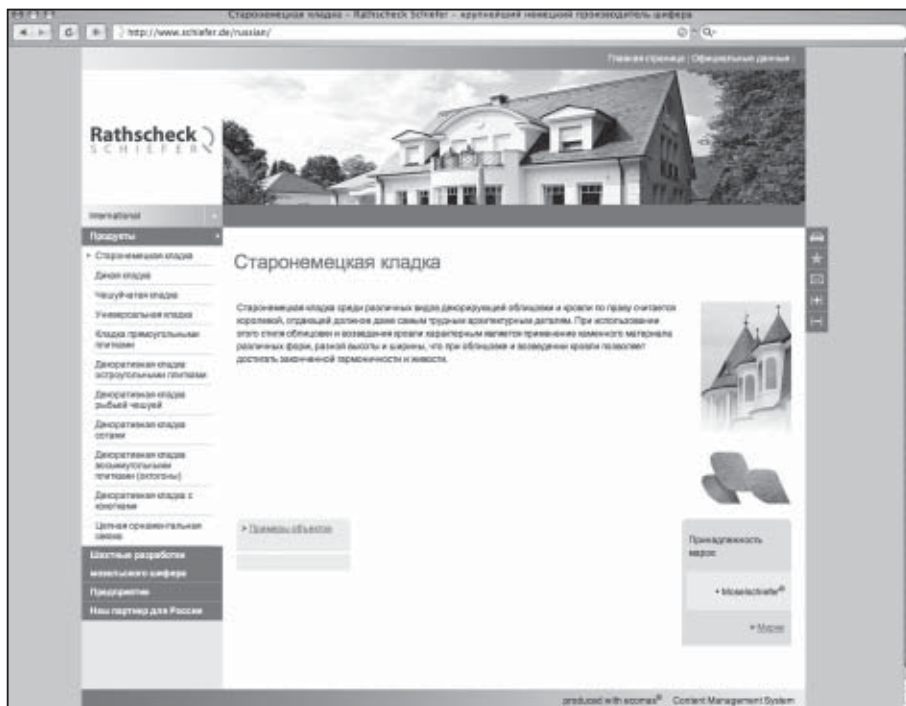 Старонемецкая кладка – Rathscheck Schiefer – крупнейший немецкий производитель шифера
http://www.schiefer.de/russian/
Главная страница | Официальные данные
Rathscheck
SCHIEFER
International
Продукты
Старонемецкая кладка
Дикая кладка
Чешуйчатая кладка
Универсальная кладка
Кладка прямоугольными
плитками
Декоративная кладка
остроугольными плитками
Декоративная кладка
рыбьей чешуей
Декоративная кладка
сотами
Декоративная кладка
восьмиугольными
плитками (октогоны)
Декоративная кладка с
Цепная орнаментальная
связка
Шахтные разработки
мозельского шифера
Предприятие
Наш партнер для России
Старонемецкая кладка
Старонемецкая кладка среди различных видов декорирующей облицовки и кровли по праву считается
королевой, отдающей должное даже самым трудным архитектурным деталям. При использовании
этого стиля облицовки и возведения кровли характерным является применение каменного материала
различных форм, разной высоты и ширины, что при облицовке и возведении кровли позволяет
достигать законченной гармоничности и живости.
> Примеры объектов
Принадлежность
марок:
• Moselschiefer®
» Марки
produced with ecomas® Content Management System